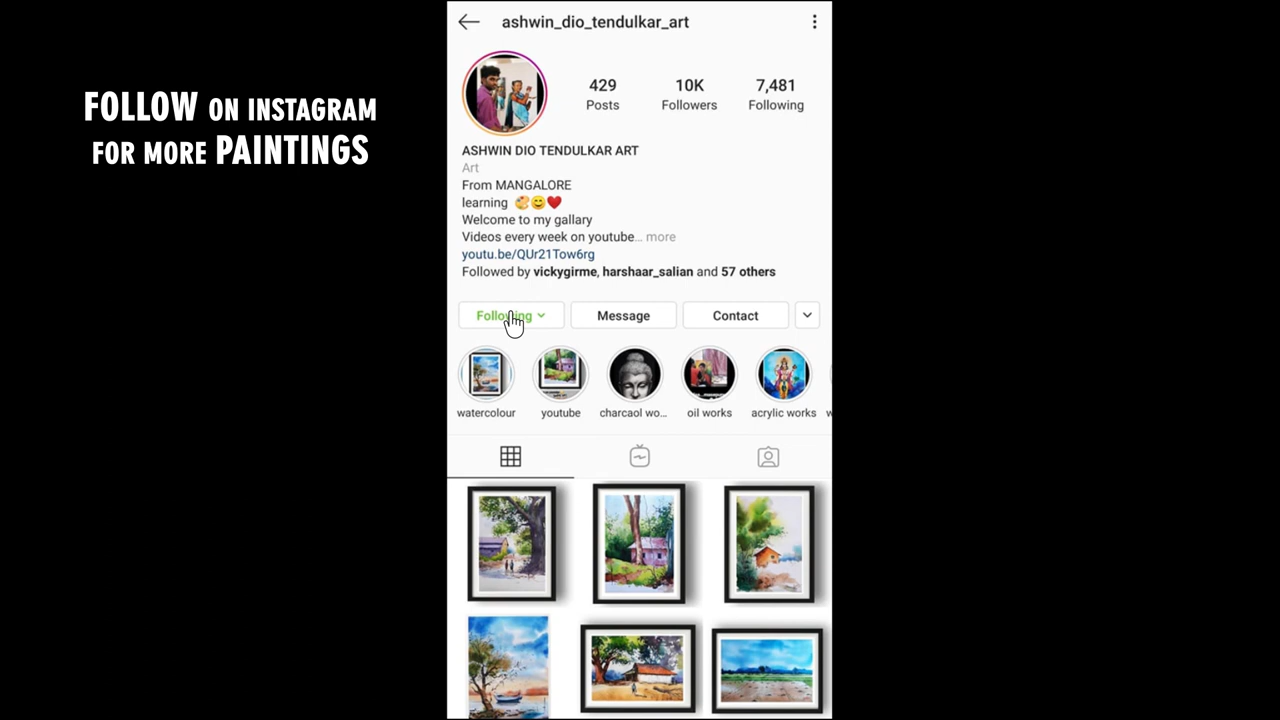 FOLLOW ON INSTAGRAM
FOR MORE PAINTINGS
ashwin_dio_tendulkar_art
429 10K 7,481
Posts Followers Following
ASHWIN DIO TENDULKAR ART
Art
From MANGALORE
learning 🎨😊❤️
Welcome to my gallary
Videos every week on youtube… more
youtu.be/QUr21Tow6rg
Followed by vickygirme, harshaar_salian and 57 others
Following Message Contact
watercolour youtube charcaol wo... oil works acrylic works w